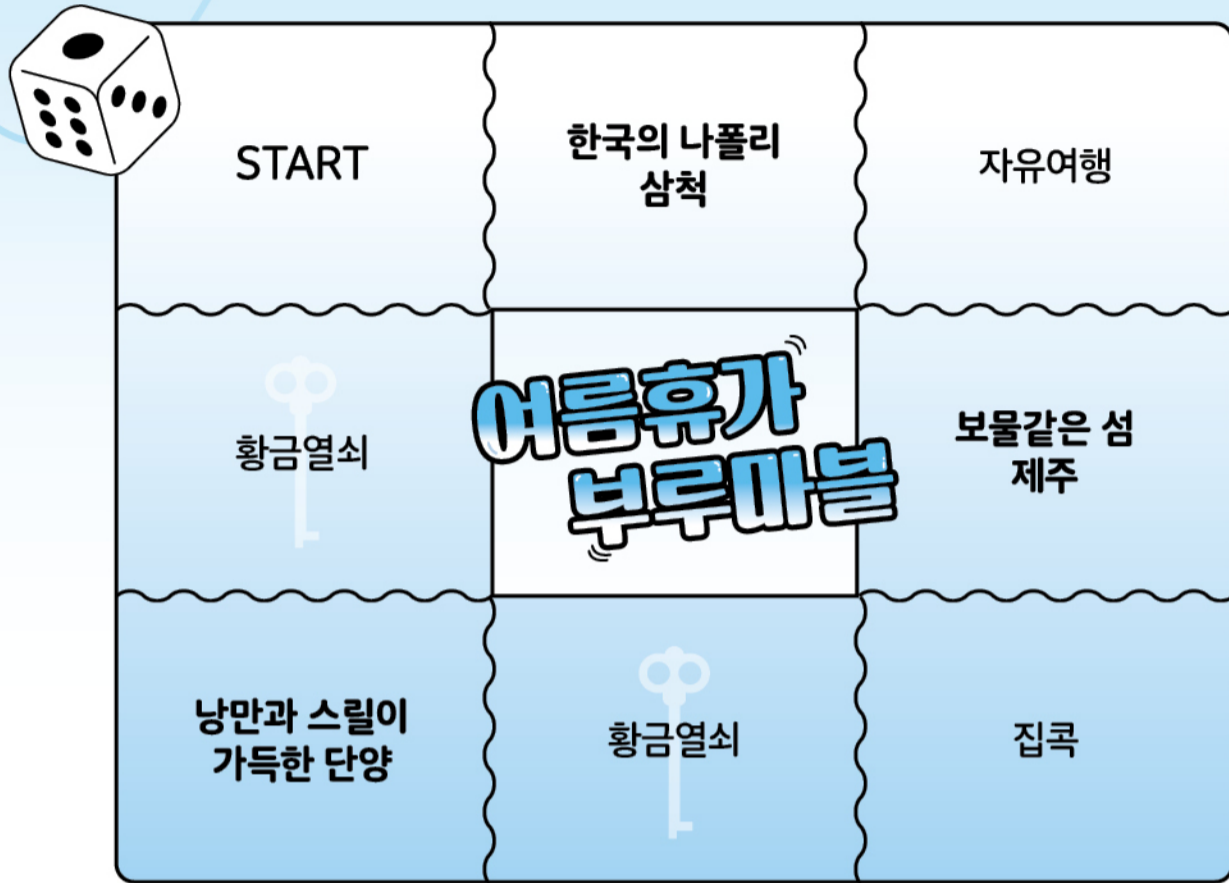 START
한국의 나폴리
삼척
자유여행
황금열쇠
여름휴가
부루마블
보물같은 섬
제주
낭만과 스릴이
가득한 단양
황금열쇠
집콕